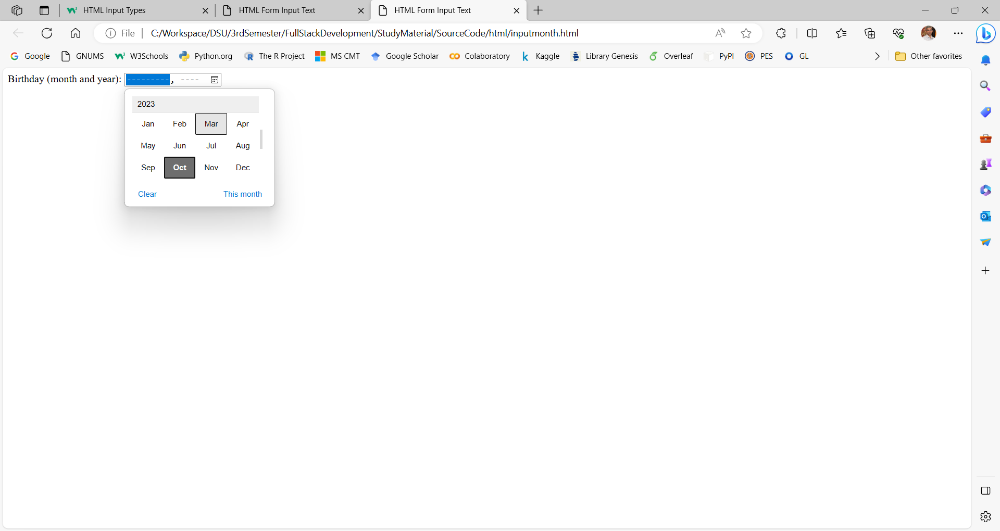 HTML Input Types
HTML Form Input Text
HTML Form Input Text
File
C:/Workspace/DSU/3rdSemester/FullStackDevelopment/StudyMaterial/SourceCode/html/inputmonth.html
Google GNUMS W3Schools Python.org The R Project MS CMT Google Scholar Colaboratory Kaggle Library Genesis Overleaf PyPI PES GL Other favorites
Birthday (month and year): ---------, ----
2023
Jan Feb Mar Apr
May Jun Jul Aug
Sep Oct Nov Dec
Clear This month